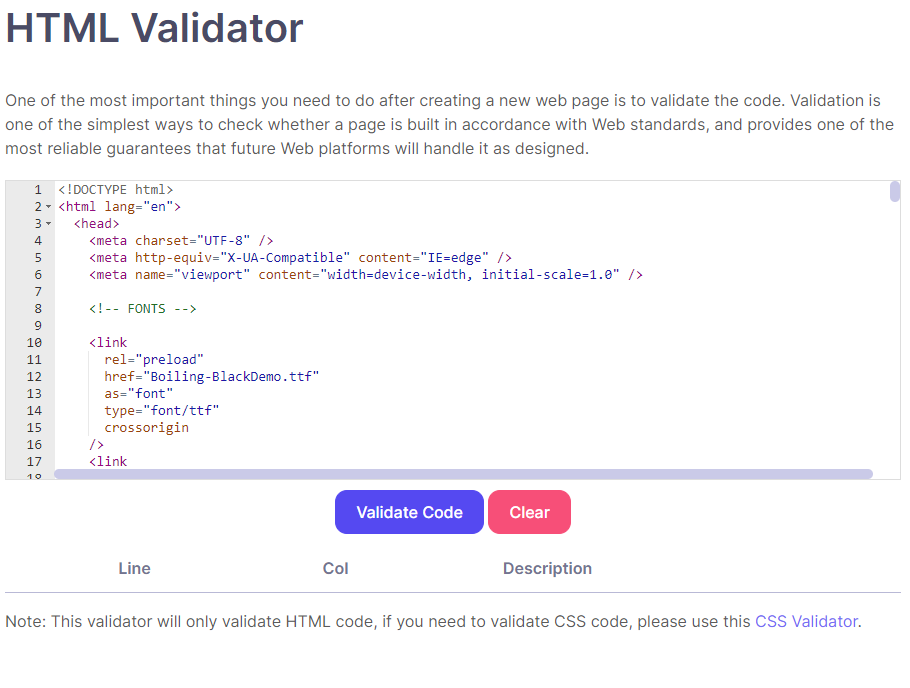 HTML Validator
One of the most important things you need to do after creating a new web page is to validate the code. Validation is
one of the simplest ways to check whether a page is built in accordance with Web standards, and provides one of the
most reliable guarantees that future Web platforms will handle it as designed.
1 <!DOCTYPE html>
2 <html lang="en">
3 <head>
4 <meta charset="UTF-8" />
5 <meta http-equiv="X-UA-Compatible" content="IE=edge" />
6 <meta name="viewport" content="width=device-width, initial-scale=1.0" />
7
8 <!-- FONTS -->
9
10 <link
11 rel="preload"
12 href="Boiling-BlackDemo.ttf"
13 as="font"
14 type="font/ttf"
15 crossorigin
16 />
17 <link
18
Validate Code Clear
Line Col Description
Note: This validator will only validate HTML code, if you need to validate CSS code, please use this CSS Validator.